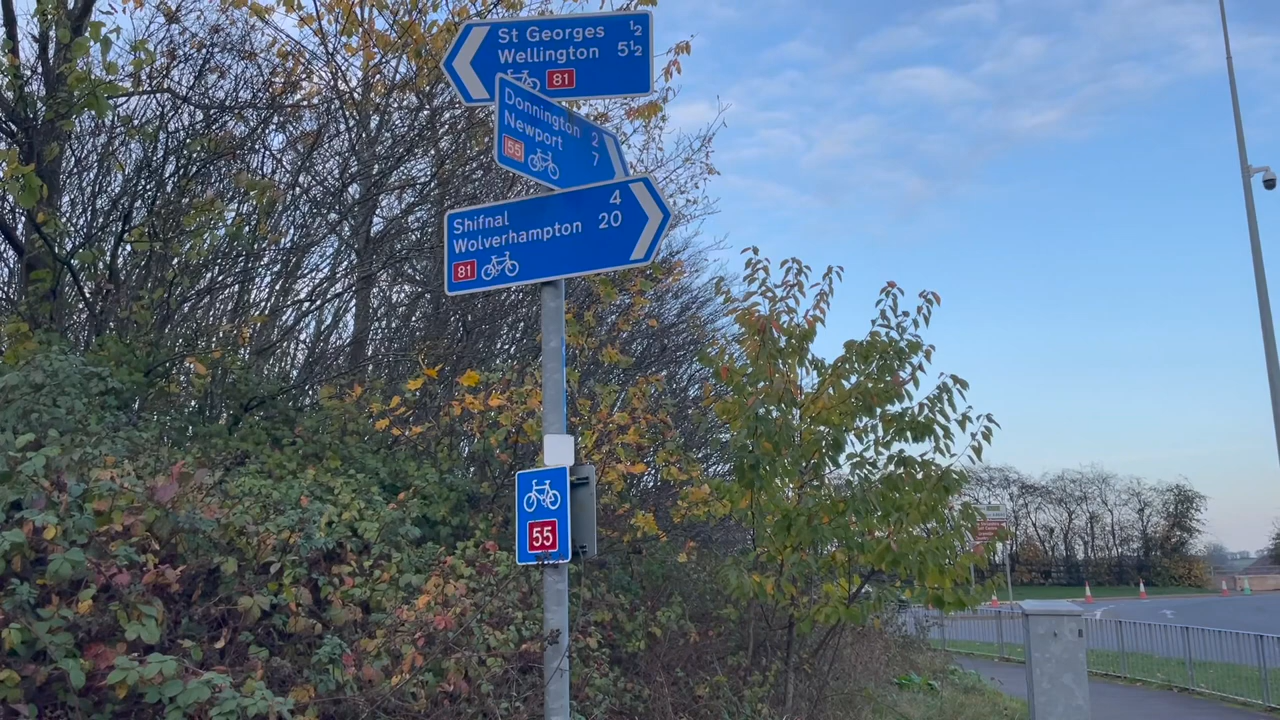 St Georges ½
Wellington 5½
81
Donnington 2
Newport 7
55
Shifnal 4
Wolverhampton 20
81
55